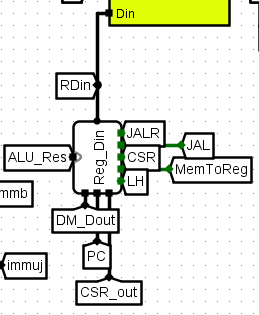 Din
RDin
JALR
JAL
ALU_Res
Reg_Din
CSR
MemToReg
LH
mmb
DM_Dout
PC
immuj
CSR_out